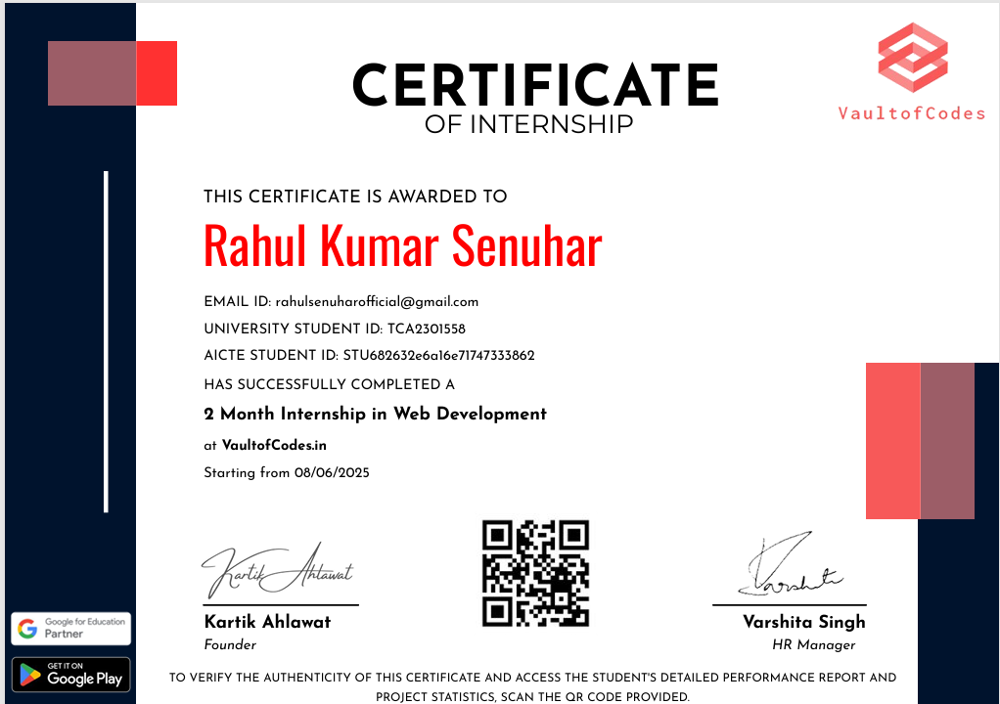 CERTIFICATE
OF INTERNSHIP
VaultofCodes
THIS CERTIFICATE IS AWARDED TO
Rahul Kumar Senuhar
EMAIL ID: rahulsenuharofficial@gmail.com
UNIVERSITY STUDENT ID: TCA2301558
AICTE STUDENT ID: STU682632e6a16e71747333862
HAS SUCCESSFULLY COMPLETED A
2 Month Internship in Web Development
at VaultofCodes.in
Starting from 08/06/2025
Kartik Ahlawat
Varshita
Kartik Ahlawat
Founder
Varshita Singh
HR Manager
Google for Education
Partner
GET IT ON
Google Play
TO VERIFY THE AUTHENTICITY OF THIS CERTIFICATE AND ACCESS THE STUDENT'S DETAILED PERFORMANCE REPORT AND
PROJECT STATISTICS, SCAN THE QR CODE PROVIDED.